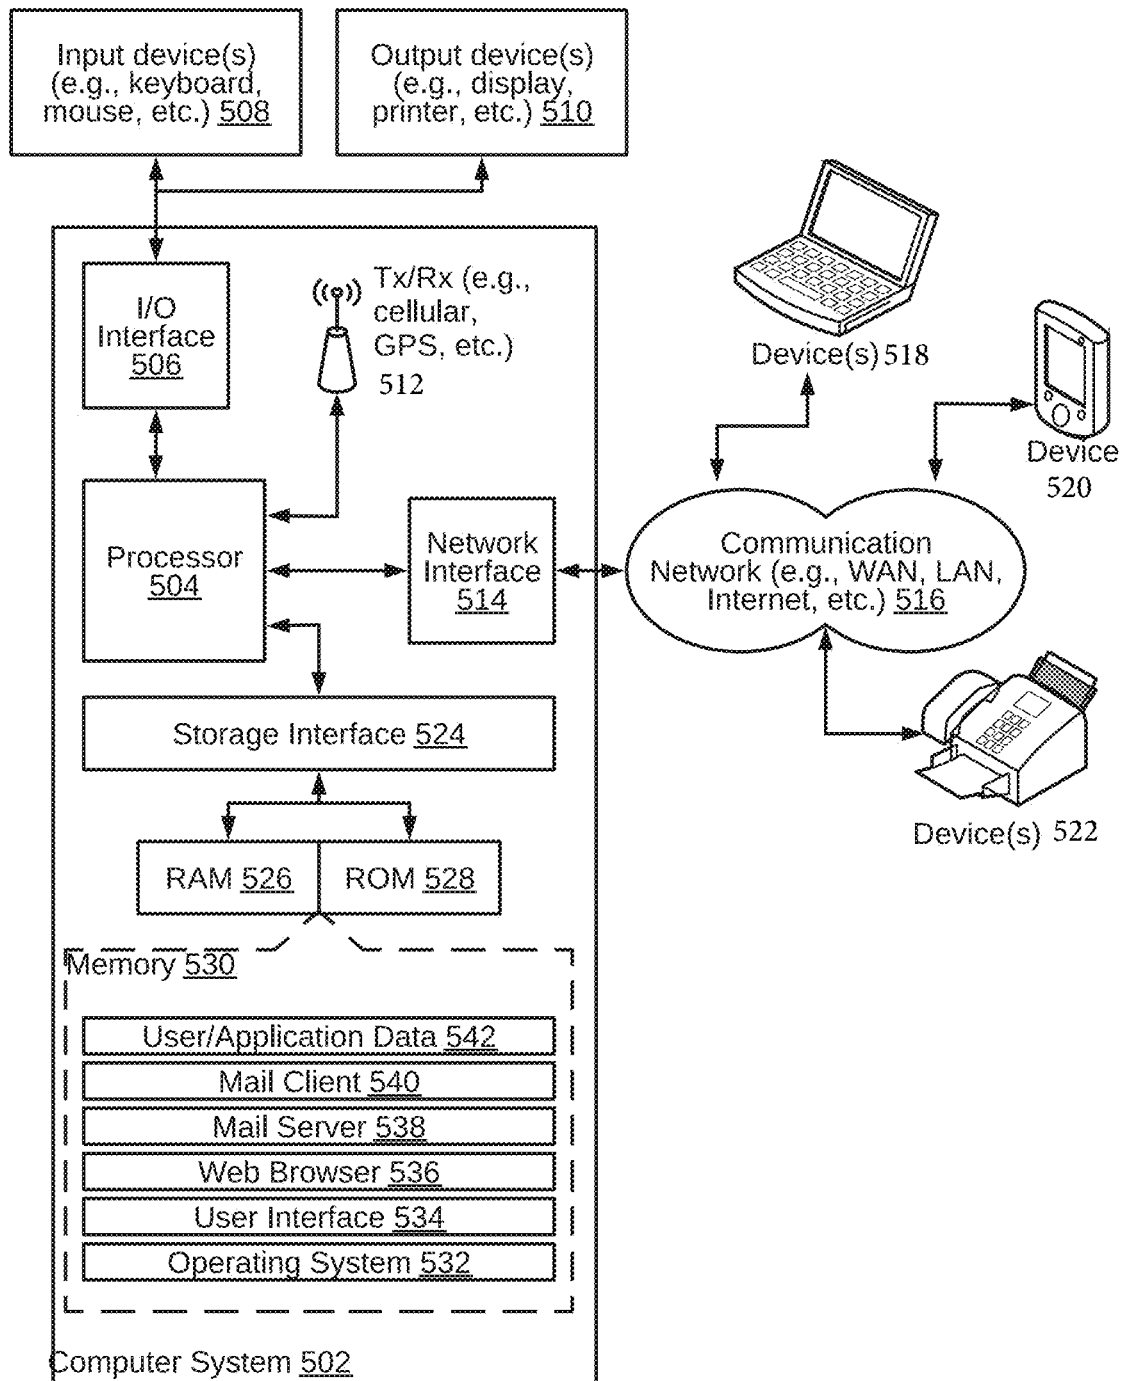 Input device(s)
(e.g., keyboard,
mouse, etc.) 508
Output device(s)
(e.g., display,
printer, etc.) 510
I/O
Interface
506
Tx/Rx (e.g.,
cellular,
GPS, etc.)
512
Device(s) 518
Device
520
Processor
504
Network
Interface
514
Communication
Network (e.g., WAN, LAN,
Internet, etc.) 516
Storage Interface 524
Device(s) 522
RAM 526
ROM 528
Memory 530
User/Application Data 542
Mail Client 540
Mail Server 538
Web Browser 536
User Interface 534
Operating System 532
Computer System 502